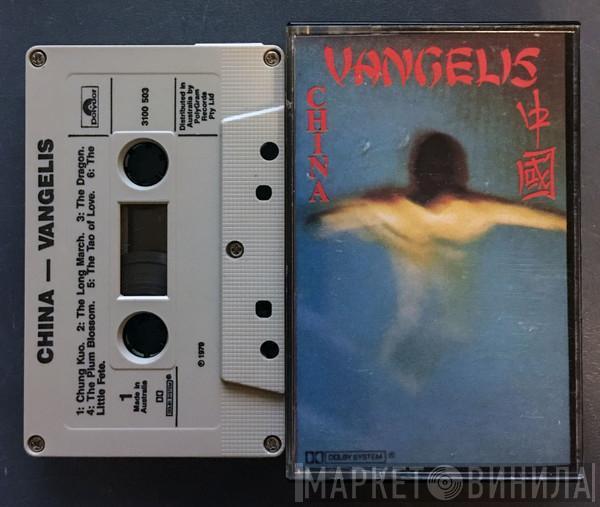 CHINA — VANGELIS
1: Chung Kuo. 2: The Long March. 3: The Dragon.
4: The Plum Blossom. 5: The Tao of Love. 6: The
Little Fete.
Polydor
3100 503
Distributed in
Australia by
PolyGram
Records
Pty Ltd
℗ 1979
1
Made in
Australia
DOLBY SYSTEM ®
VANGELIS
CHINA
中國
DOLBY SYSTEM ®
МАРКЕТ ВИНИЛА